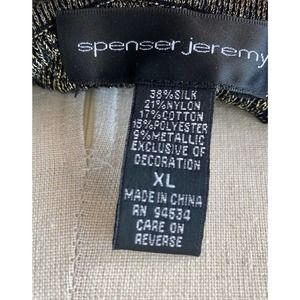 spenser jeremy
38% SILK
21% NYLON
17% COTTON
15% POLYESTER
9% METALLIC
EXCLUSIVE OF
DECORATION
XL
MADE IN CHINA
RN 94634
CARE ON
REVERSE